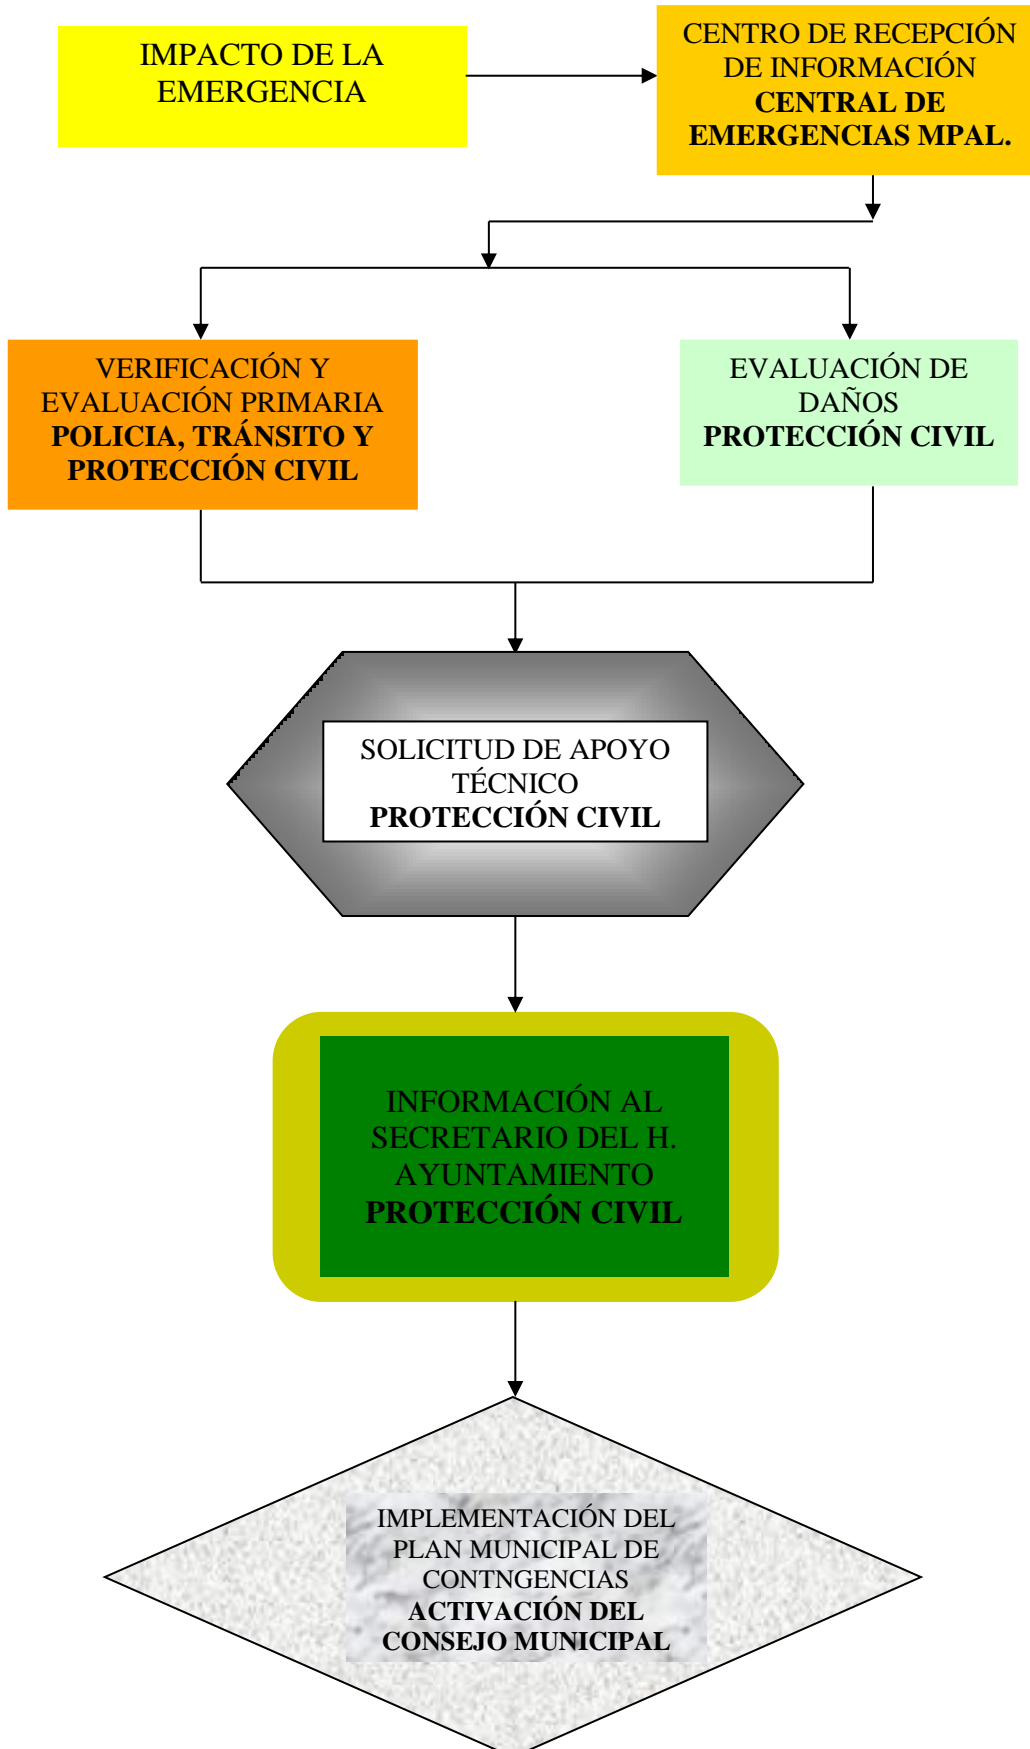 IMPACTO DE LA
EMERGENCIA
CENTRO DE RECEPCIÓN
DE INFORMACIÓN
CENTRAL DE
EMERGENCIAS MPAL.
VERIFICACIÓN Y
EVALUACIÓN PRIMARIA
POLICIA, TRÁNSITO Y
PROTECCIÓN CIVIL
EVALUACIÓN DE
DAÑOS
PROTECCIÓN CIVIL
SOLICITUD DE APOYO
TÉCNICO
PROTECCIÓN CIVIL
INFORMACIÓN AL
SECRETARIO DEL H.
AYUNTAMIENTO
PROTECCIÓN CIVIL
IMPLEMENTACIÓN DEL
PLAN MUNICIPAL DE
CONTNGENCIAS
ACTIVACIÓN DEL
CONSEJO MUNICIPAL